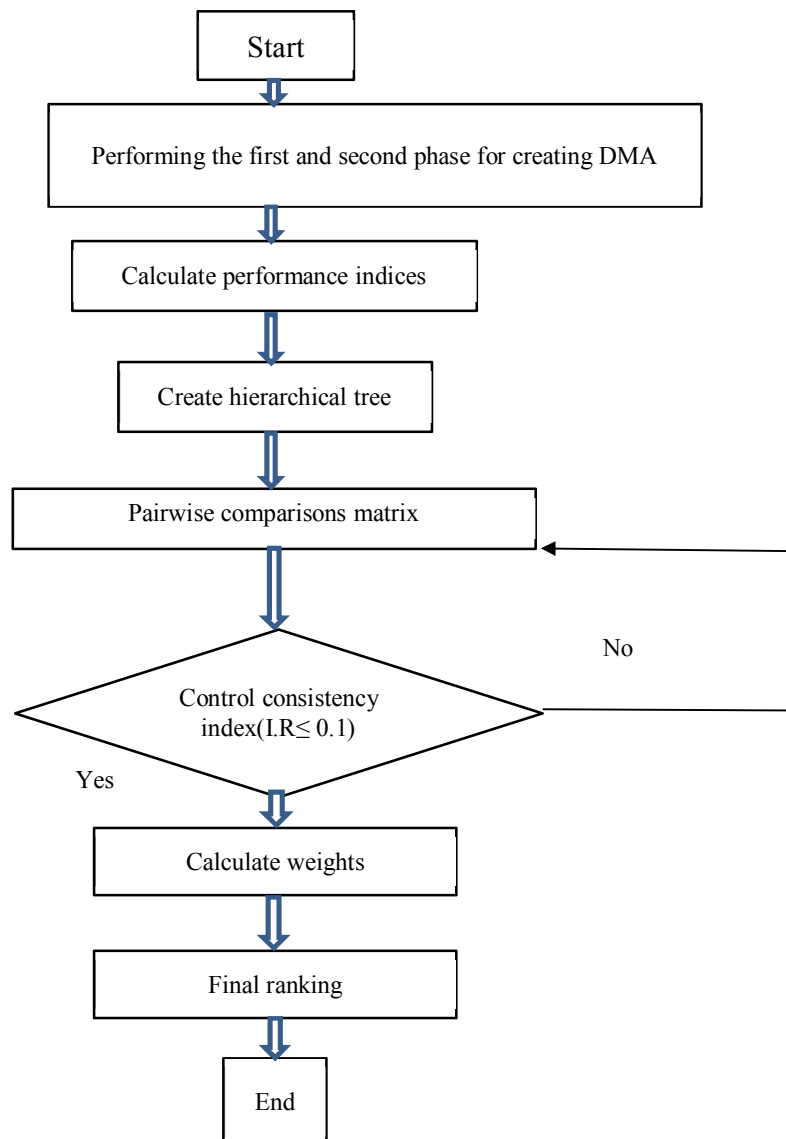 Start
Performing the first and second phase for creating DMA
Calculate performance indices
Create hierarchical tree
Pairwise comparisons matrix
No
Control consistency
index(I.R≤ 0.1)
Yes
Calculate weights
Final ranking
End